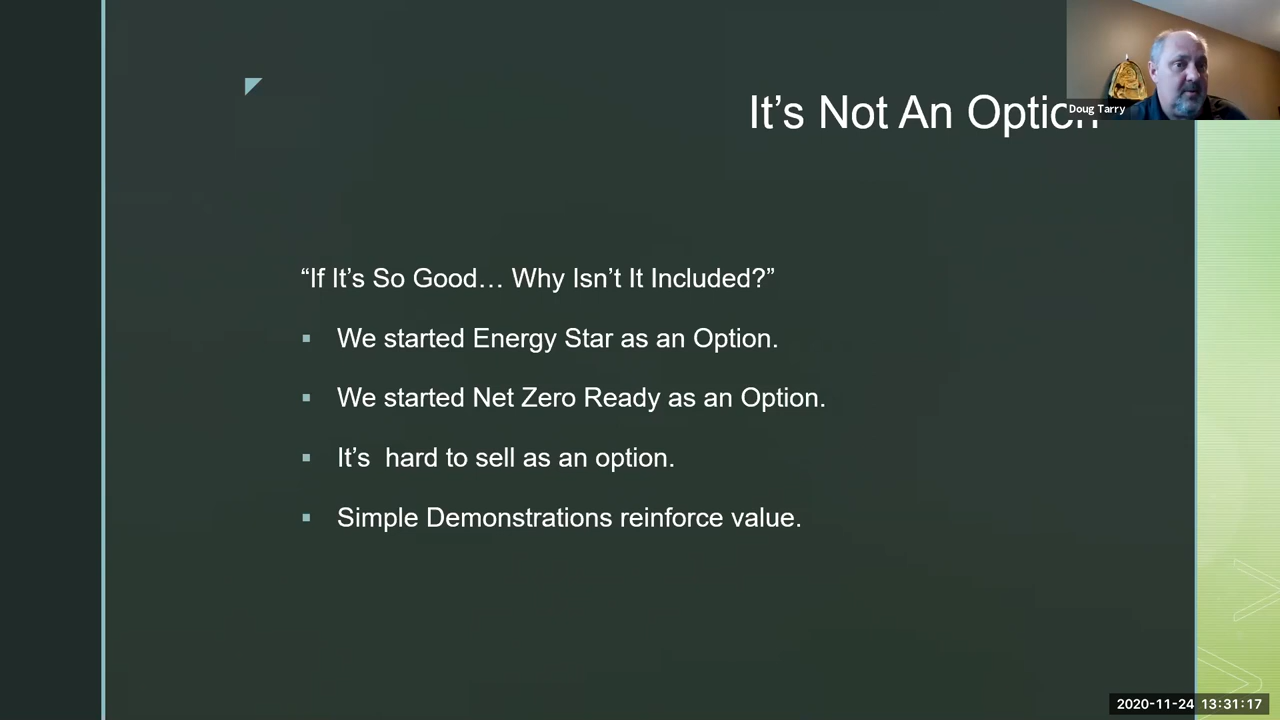 It's Not An Option
Doug Tarry
“If It's So Good… Why Isn't It Included?”
▪ We started Energy Star as an Option.
▪ We started Net Zero Ready as an Option.
▪ It's  hard to sell as an option.
▪ Simple Demonstrations reinforce value.
2020-11-24 13:31:17